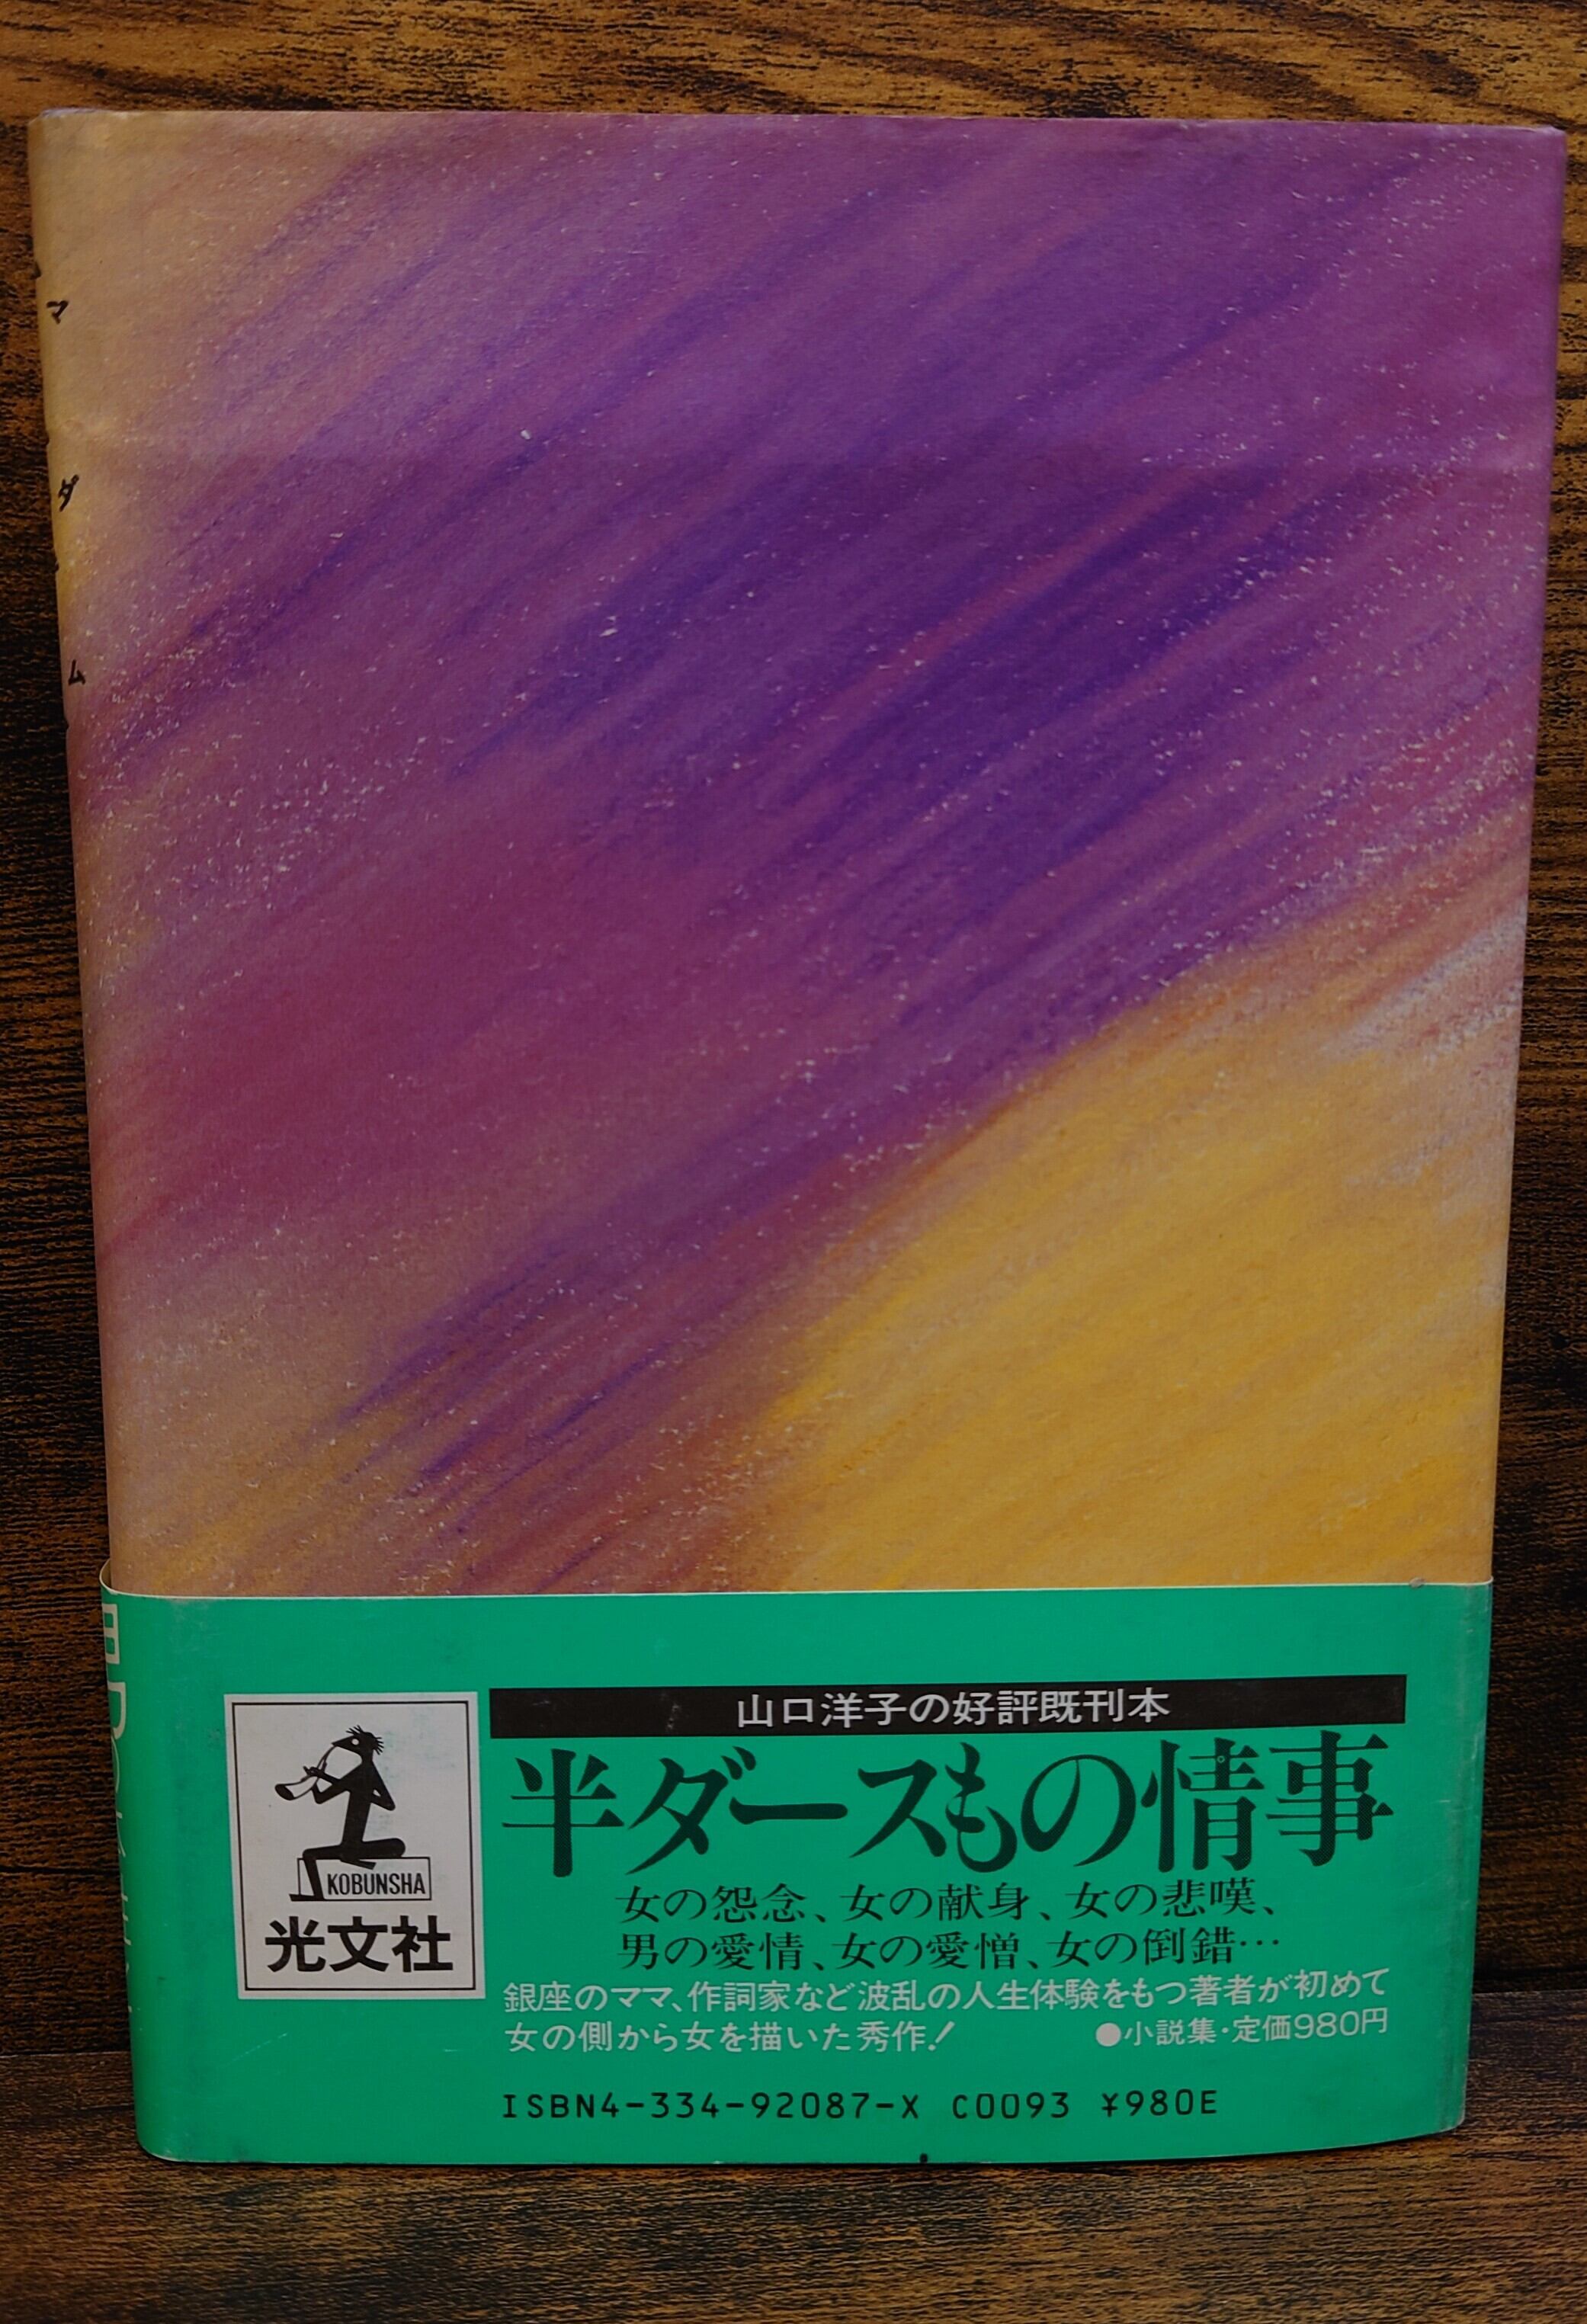 マダム
山口洋子の好評既刊本
半ダースもの情事
女の怨念、女の献身、女の悲嘆、
男の愛情、女の愛憎、女の倒錯…
銀座のママ、作詞家など波乱の人生体験をもつ著者が初めて
女の側から女を描いた秀作!
●小説集・定価980円
KOBUNSHA
光文社
ISBN4-334-92087-X C0093 ¥980E